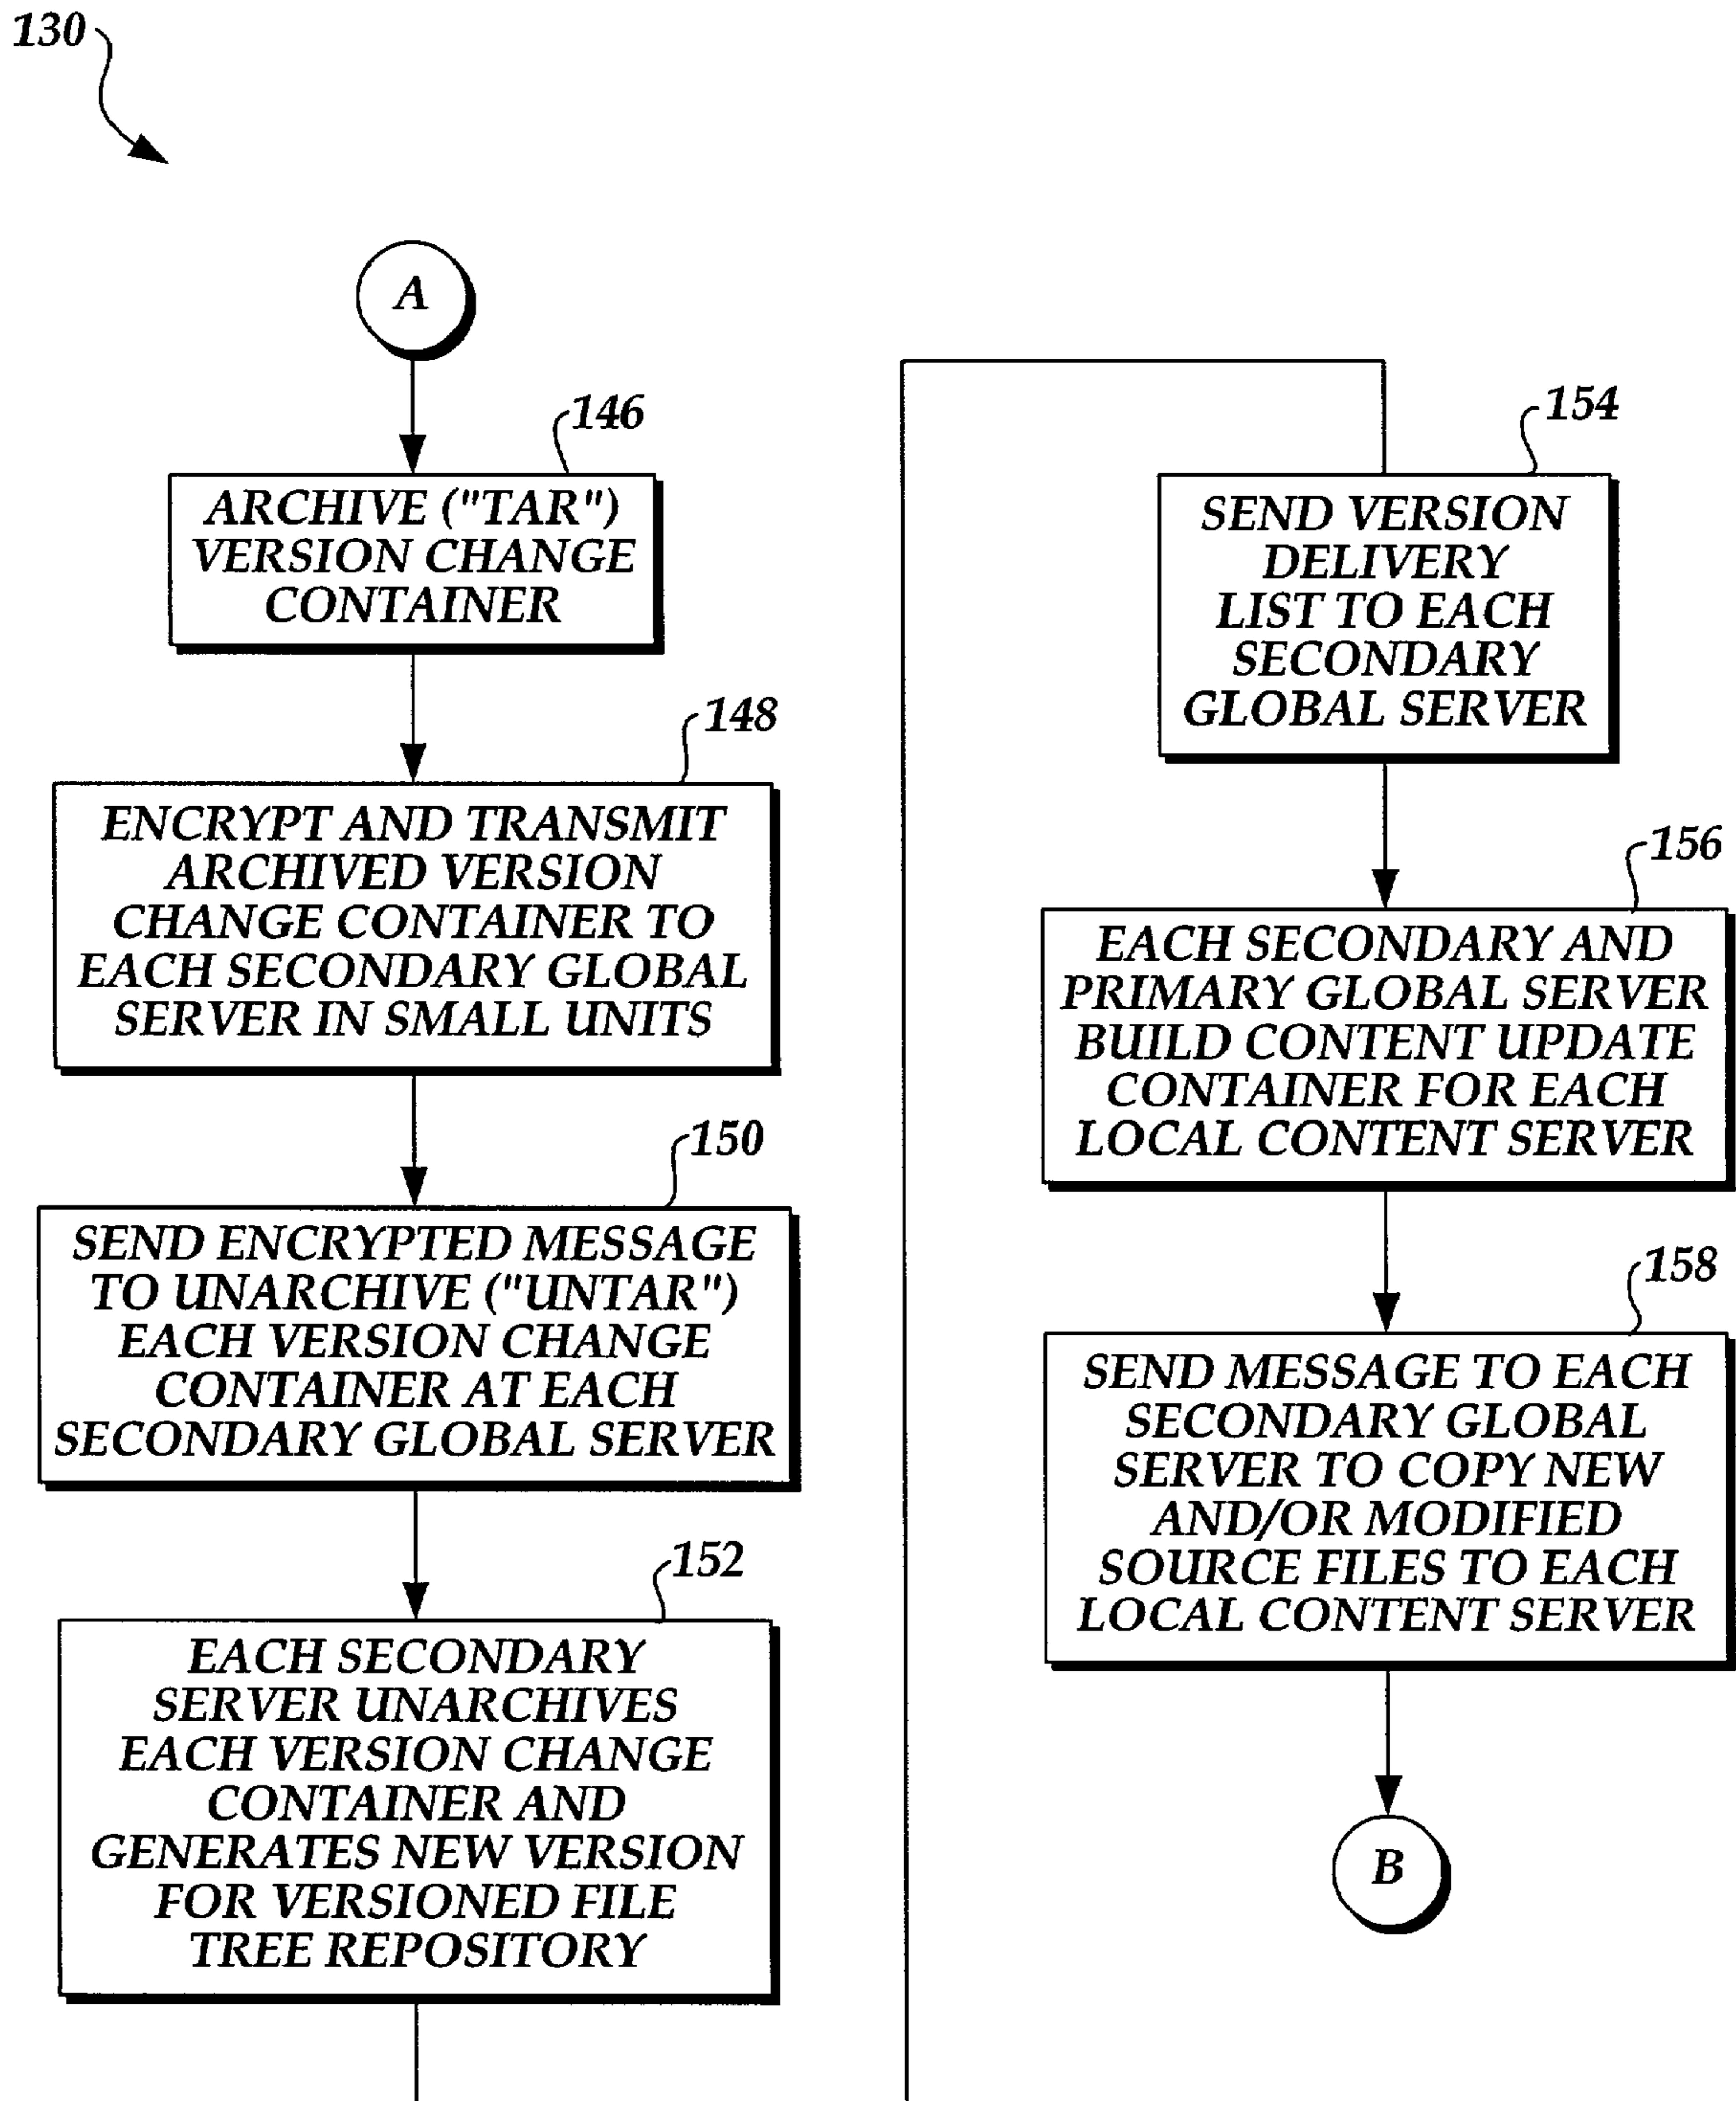 130
A
146
ARCHIVE ("TAR")
VERSION CHANGE
CONTAINER
148
ENCRYPT AND TRANSMIT
ARCHIVED VERSION
CHANGE CONTAINER TO
EACH SECONDARY GLOBAL
SERVER IN SMALL UNITS
150
SEND ENCRYPTED MESSAGE
TO UNARCHIVE ("UNTAR")
EACH VERSION CHANGE
CONTAINER AT EACH
SECONDARY GLOBAL SERVER
152
EACH SECONDARY
SERVER UNARCHIVES
EACH VERSION CHANGE
CONTAINER AND
GENERATES NEW VERSION
FOR VERSIONED FILE
TREE REPOSITORY
154
SEND VERSION
DELIVERY
LIST TO EACH
SECONDARY
GLOBAL SERVER
156
EACH SECONDARY AND
PRIMARY GLOBAL SERVER
BUILD CONTENT UPDATE
CONTAINER FOR EACH
LOCAL CONTENT SERVER
158
SEND MESSAGE TO EACH
SECONDARY GLOBAL
SERVER TO COPY NEW
AND/OR MODIFIED
SOURCE FILES TO EACH
LOCAL CONTENT SERVER
B